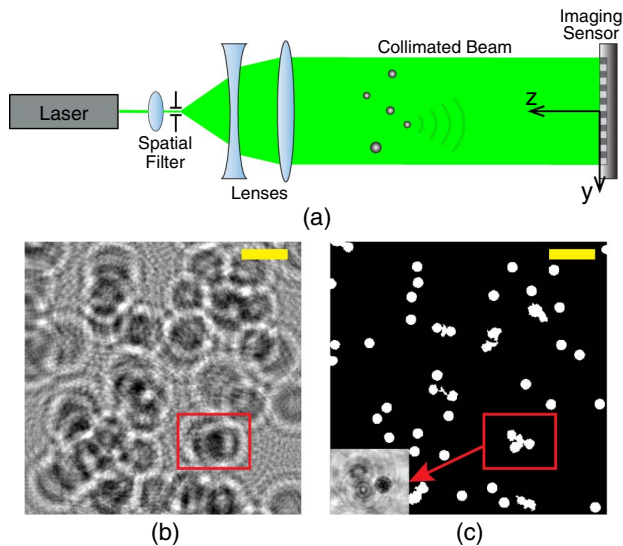 Imaging
Sensor
Collimated Beam
Laser
z
Spatial
Filter
Lenses
y
(a)
(b)
(c)